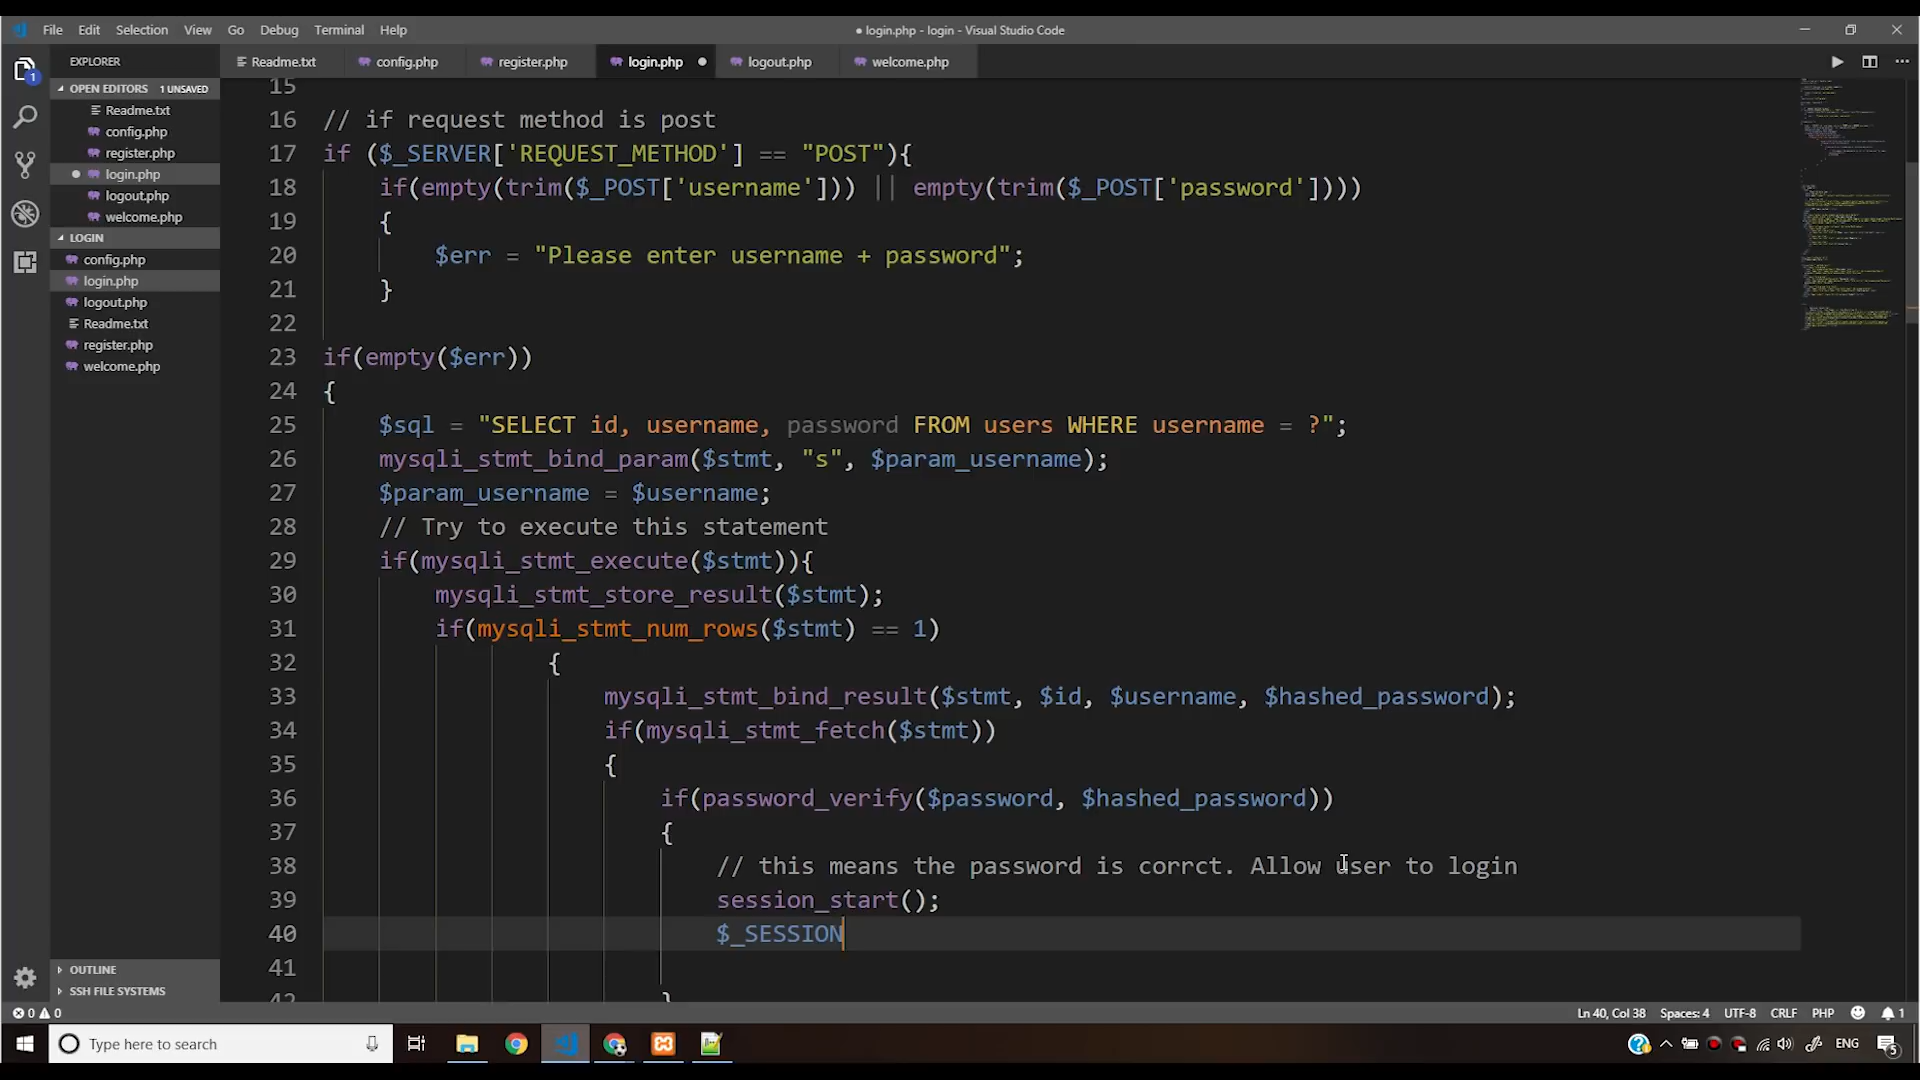 File Edit Selection View Go Debug Terminal Help
● login.php - login - Visual Studio Code
EXPLORER
Readme.txt config.php register.php login.php logout.php welcome.php
OPEN EDITORS 1 UNSAVED
Readme.txt
config.php
register.php
login.php
logout.php
welcome.php
LOGIN
config.php
login.php
logout.php
Readme.txt
register.php
welcome.php
OUTLINE
SSH FILE SYSTEMS
1
15
16 // if request method is post
17 if ($_SERVER['REQUEST_METHOD'] == "POST"){
18 if(empty(trim($_POST['username'])) || empty(trim($_POST['password'])))
19 {
20 $err = "Please enter username + password";
21 }
22
23 if(empty($err))
24 {
25 $sql = "SELECT id, username, password FROM users WHERE username = ?";
26 mysqli_stmt_bind_param($stmt, "s", $param_username);
27 $param_username = $username;
28 // Try to execute this statement
29 if(mysqli_stmt_execute($stmt)){
30 mysqli_stmt_store_result($stmt);
31 if(mysqli_stmt_num_rows($stmt) == 1)
32 {
33 mysqli_stmt_bind_result($stmt, $id, $username, $hashed_password);
34 if(mysqli_stmt_fetch($stmt))
35 {
36 if(password_verify($password, $hashed_password))
37 {
38 // this means the password is corrct. Allow user to login
39 session_start();
40 $_SESSION
41
42 }
0 0
Ln 40, Col 38 Spaces: 4 UTF-8 CRLF PHP 1
Type here to search
ENG 5